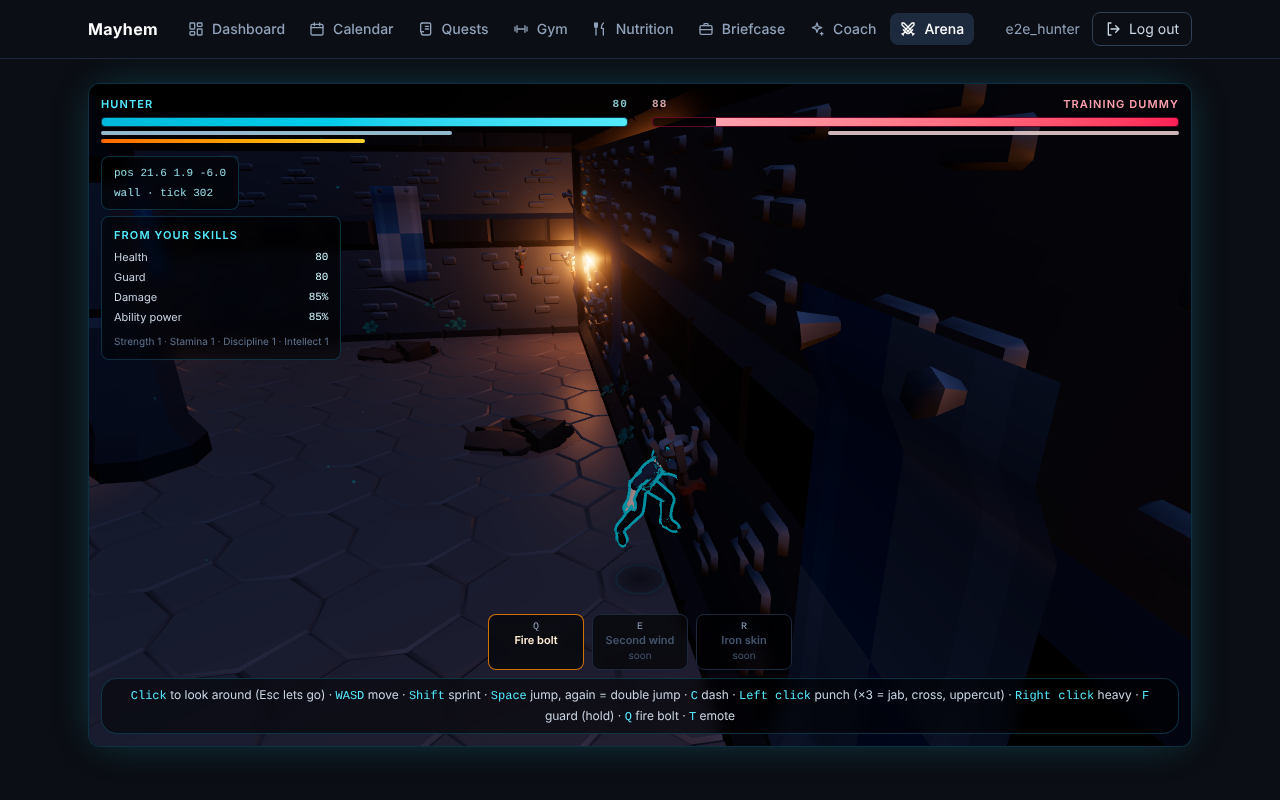 Mayhem
Dashboard
Calendar
Quests
Gym
Nutrition
Briefcase
Coach
Arena
e2e_hunter
Log out
HUNTER 80
88 TRAINING DUMMY
pos 21.6 1.9 -6.0
wall · tick 302
FROM YOUR SKILLS
Health 80
Guard 80
Damage 85%
Ability power 85%
Strength 1 · Stamina 1 · Discipline 1 · Intellect 1
Q
Fire bolt
E
Second wind
soon
R
Iron skin
soon
Click to look around (Esc lets go) · WASD move · Shift sprint · Space jump, again = double jump · C dash · Left click punch (×3 = jab, cross, uppercut) · Right click heavy · F
guard (hold) · Q fire bolt · T emote